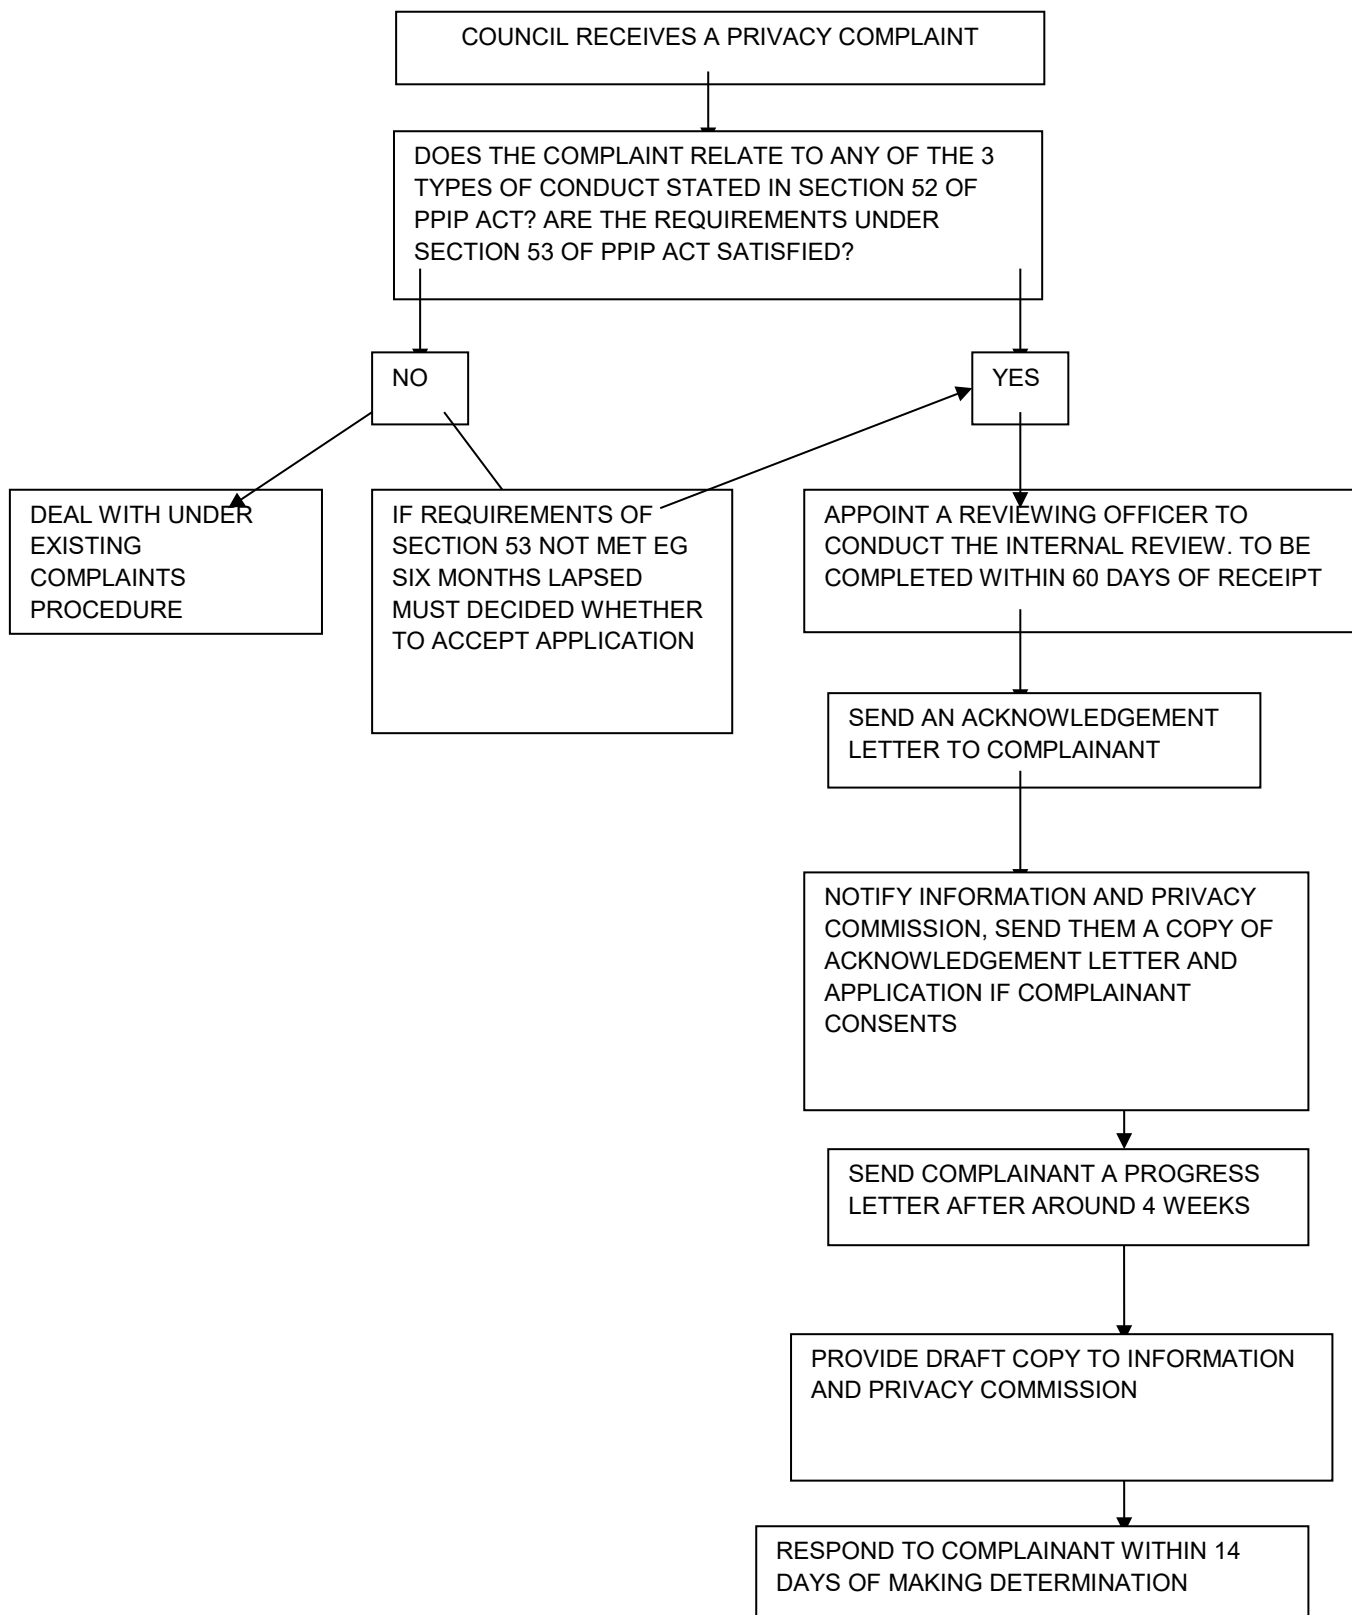 COUNCIL RECEIVES A PRIVACY COMPLAINT
DOES THE COMPLAINT RELATE TO ANY OF THE 3
TYPES OF CONDUCT STATED IN SECTION 52 OF
PPIP ACT? ARE THE REQUIREMENTS UNDER
SECTION 53 OF PPIP ACT SATISFIED?
NO
YES
DEAL WITH UNDER
EXISTING
COMPLAINTS
PROCEDURE
IF REQUIREMENTS OF
SECTION 53 NOT MET EG
SIX MONTHS LAPSED
MUST DECIDED WHETHER
TO ACCEPT APPLICATION
APPOINT A REVIEWING OFFICER TO
CONDUCT THE INTERNAL REVIEW. TO BE
COMPLETED WITHIN 60 DAYS OF RECEIPT
SEND AN ACKNOWLEDGEMENT
LETTER TO COMPLAINANT
NOTIFY INFORMATION AND PRIVACY
COMMISSION, SEND THEM A COPY OF
ACKNOWLEDGEMENT LETTER AND
APPLICATION IF COMPLAINANT
CONSENTS
SEND COMPLAINANT A PROGRESS
LETTER AFTER AROUND 4 WEEKS
PROVIDE DRAFT COPY TO INFORMATION
AND PRIVACY COMMISSION
RESPOND TO COMPLAINANT WITHIN 14
DAYS OF MAKING DETERMINATION